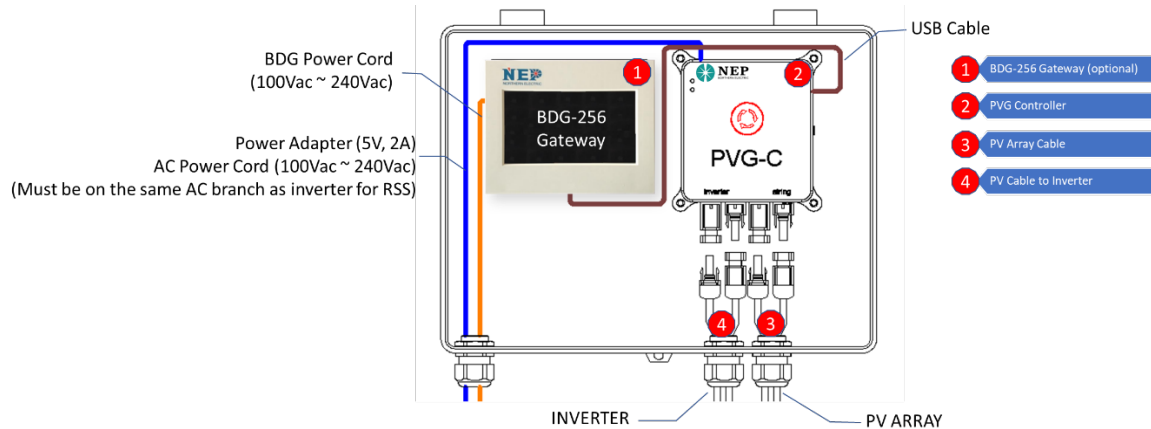 USB Cable
BDG Power Cord
(100Vac ~ 240Vac)
Power Adapter (5V, 2A)
AC Power Cord (100Vac ~ 240Vac)
(Must be on the same AC branch as inverter for RSS)
NEP
NORTHERN ELECTRIC
1
BDG-256
Gateway
NEP
2
PVG-C
inverter
string
4
3
INVERTER
PV ARRAY
1 BDG-256 Gateway (optional)
2 PVG Controller
3 PV Array Cable
4 PV Cable to Inverter